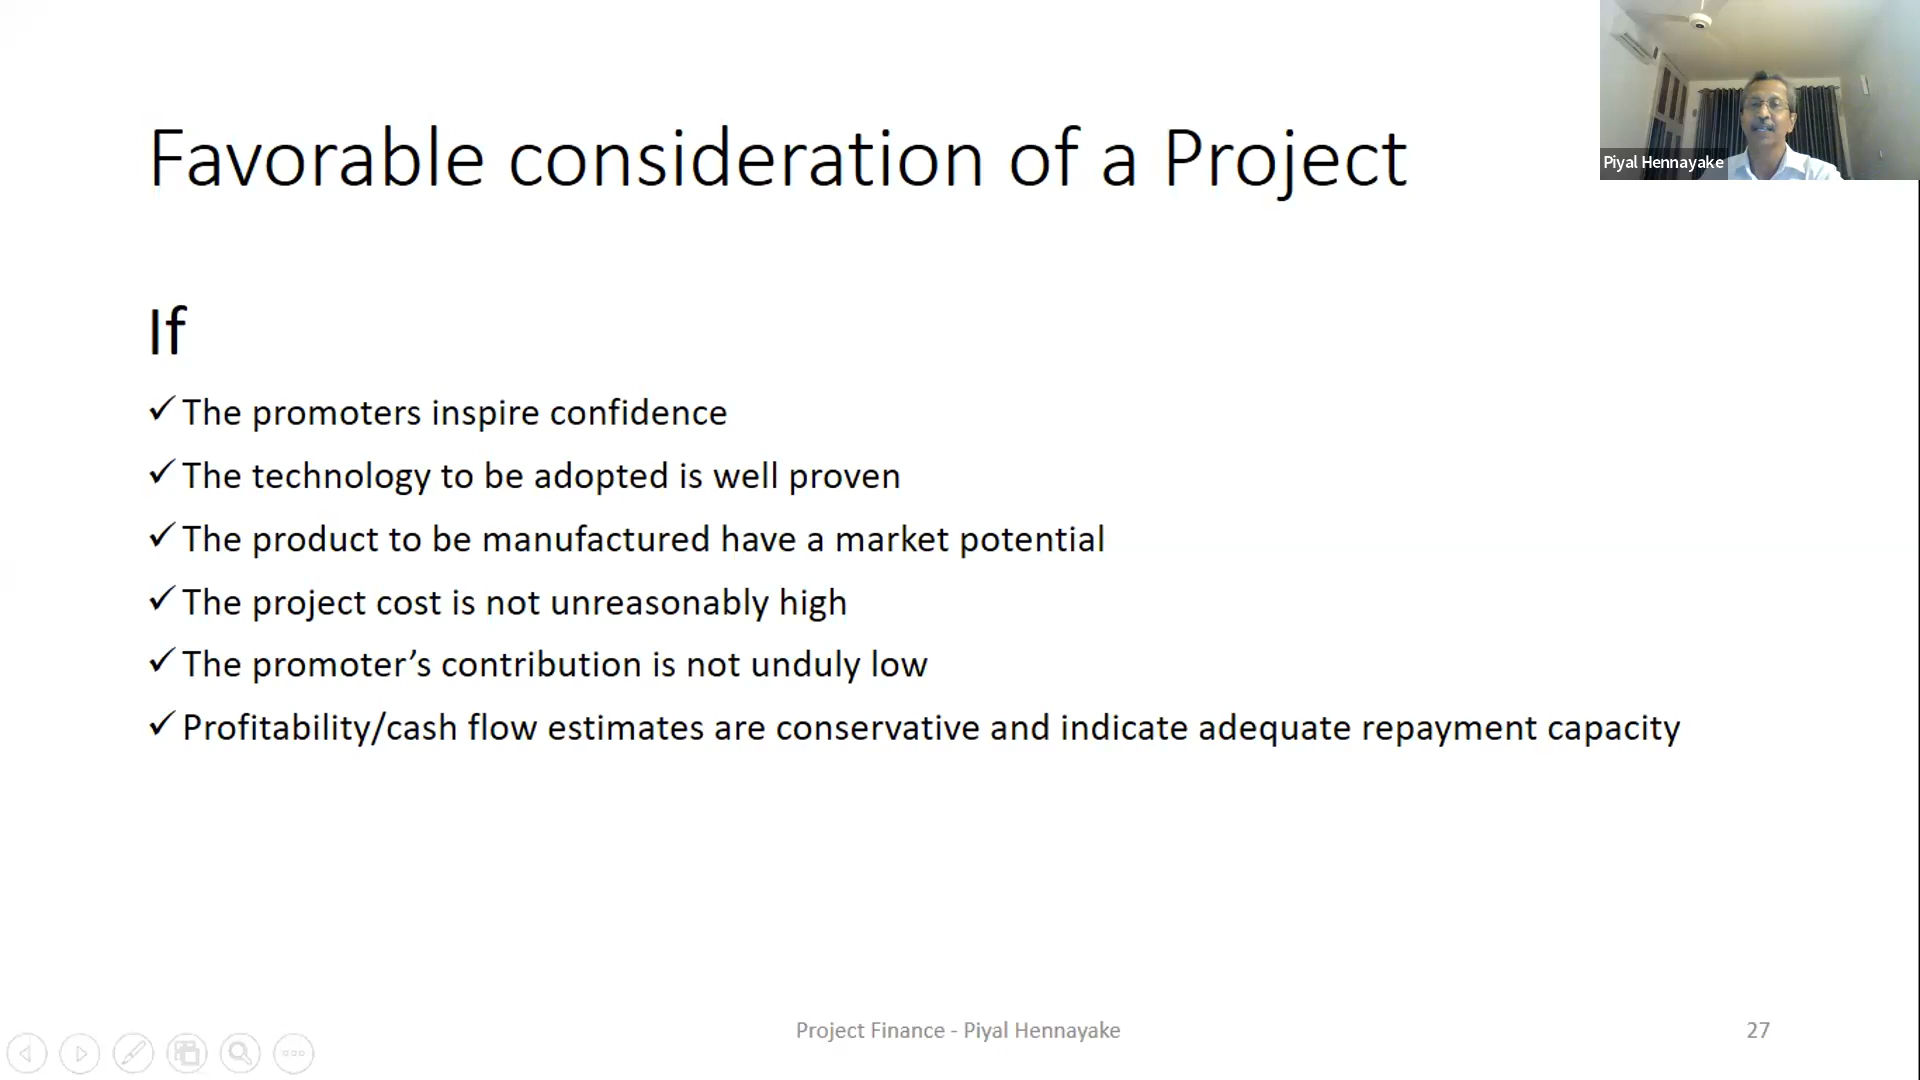 Favorable consideration of a Project
Piyal Hennayake
If
✓ The promoters inspire confidence
✓ The technology to be adopted is well proven
✓ The product to be manufactured have a market potential
✓ The project cost is not unreasonably high
✓ The promoter’s contribution is not unduly low
✓ Profitability/cash flow estimates are conservative and indicate adequate repayment capacity
Project Finance - Piyal Hennayake
27